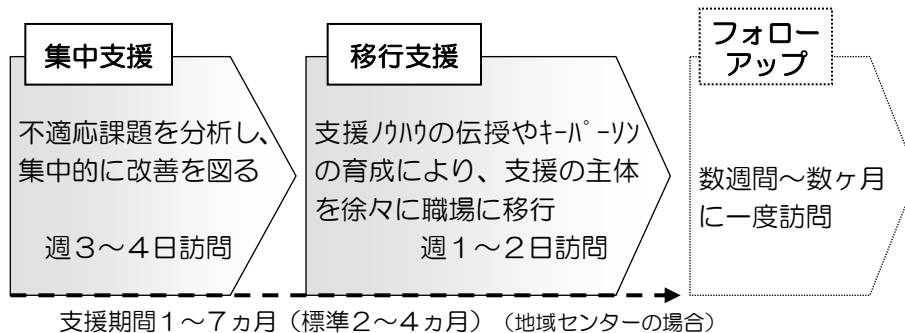 集中支援
不適応課題を分析し、
集中的に改善を図る
週3～4日訪問
移行支援
支援ﾉｳﾊｳの伝授やｷｰﾊﾟｰｿﾝ
の育成により、支援の主体
を徐々に職場に移行
週1～2日訪問
フォロー
アップ
数週間～数ヶ月
に一度訪問
支援期間1～7ヵ月（標準2～4ヵ月）（地域センターの場合）